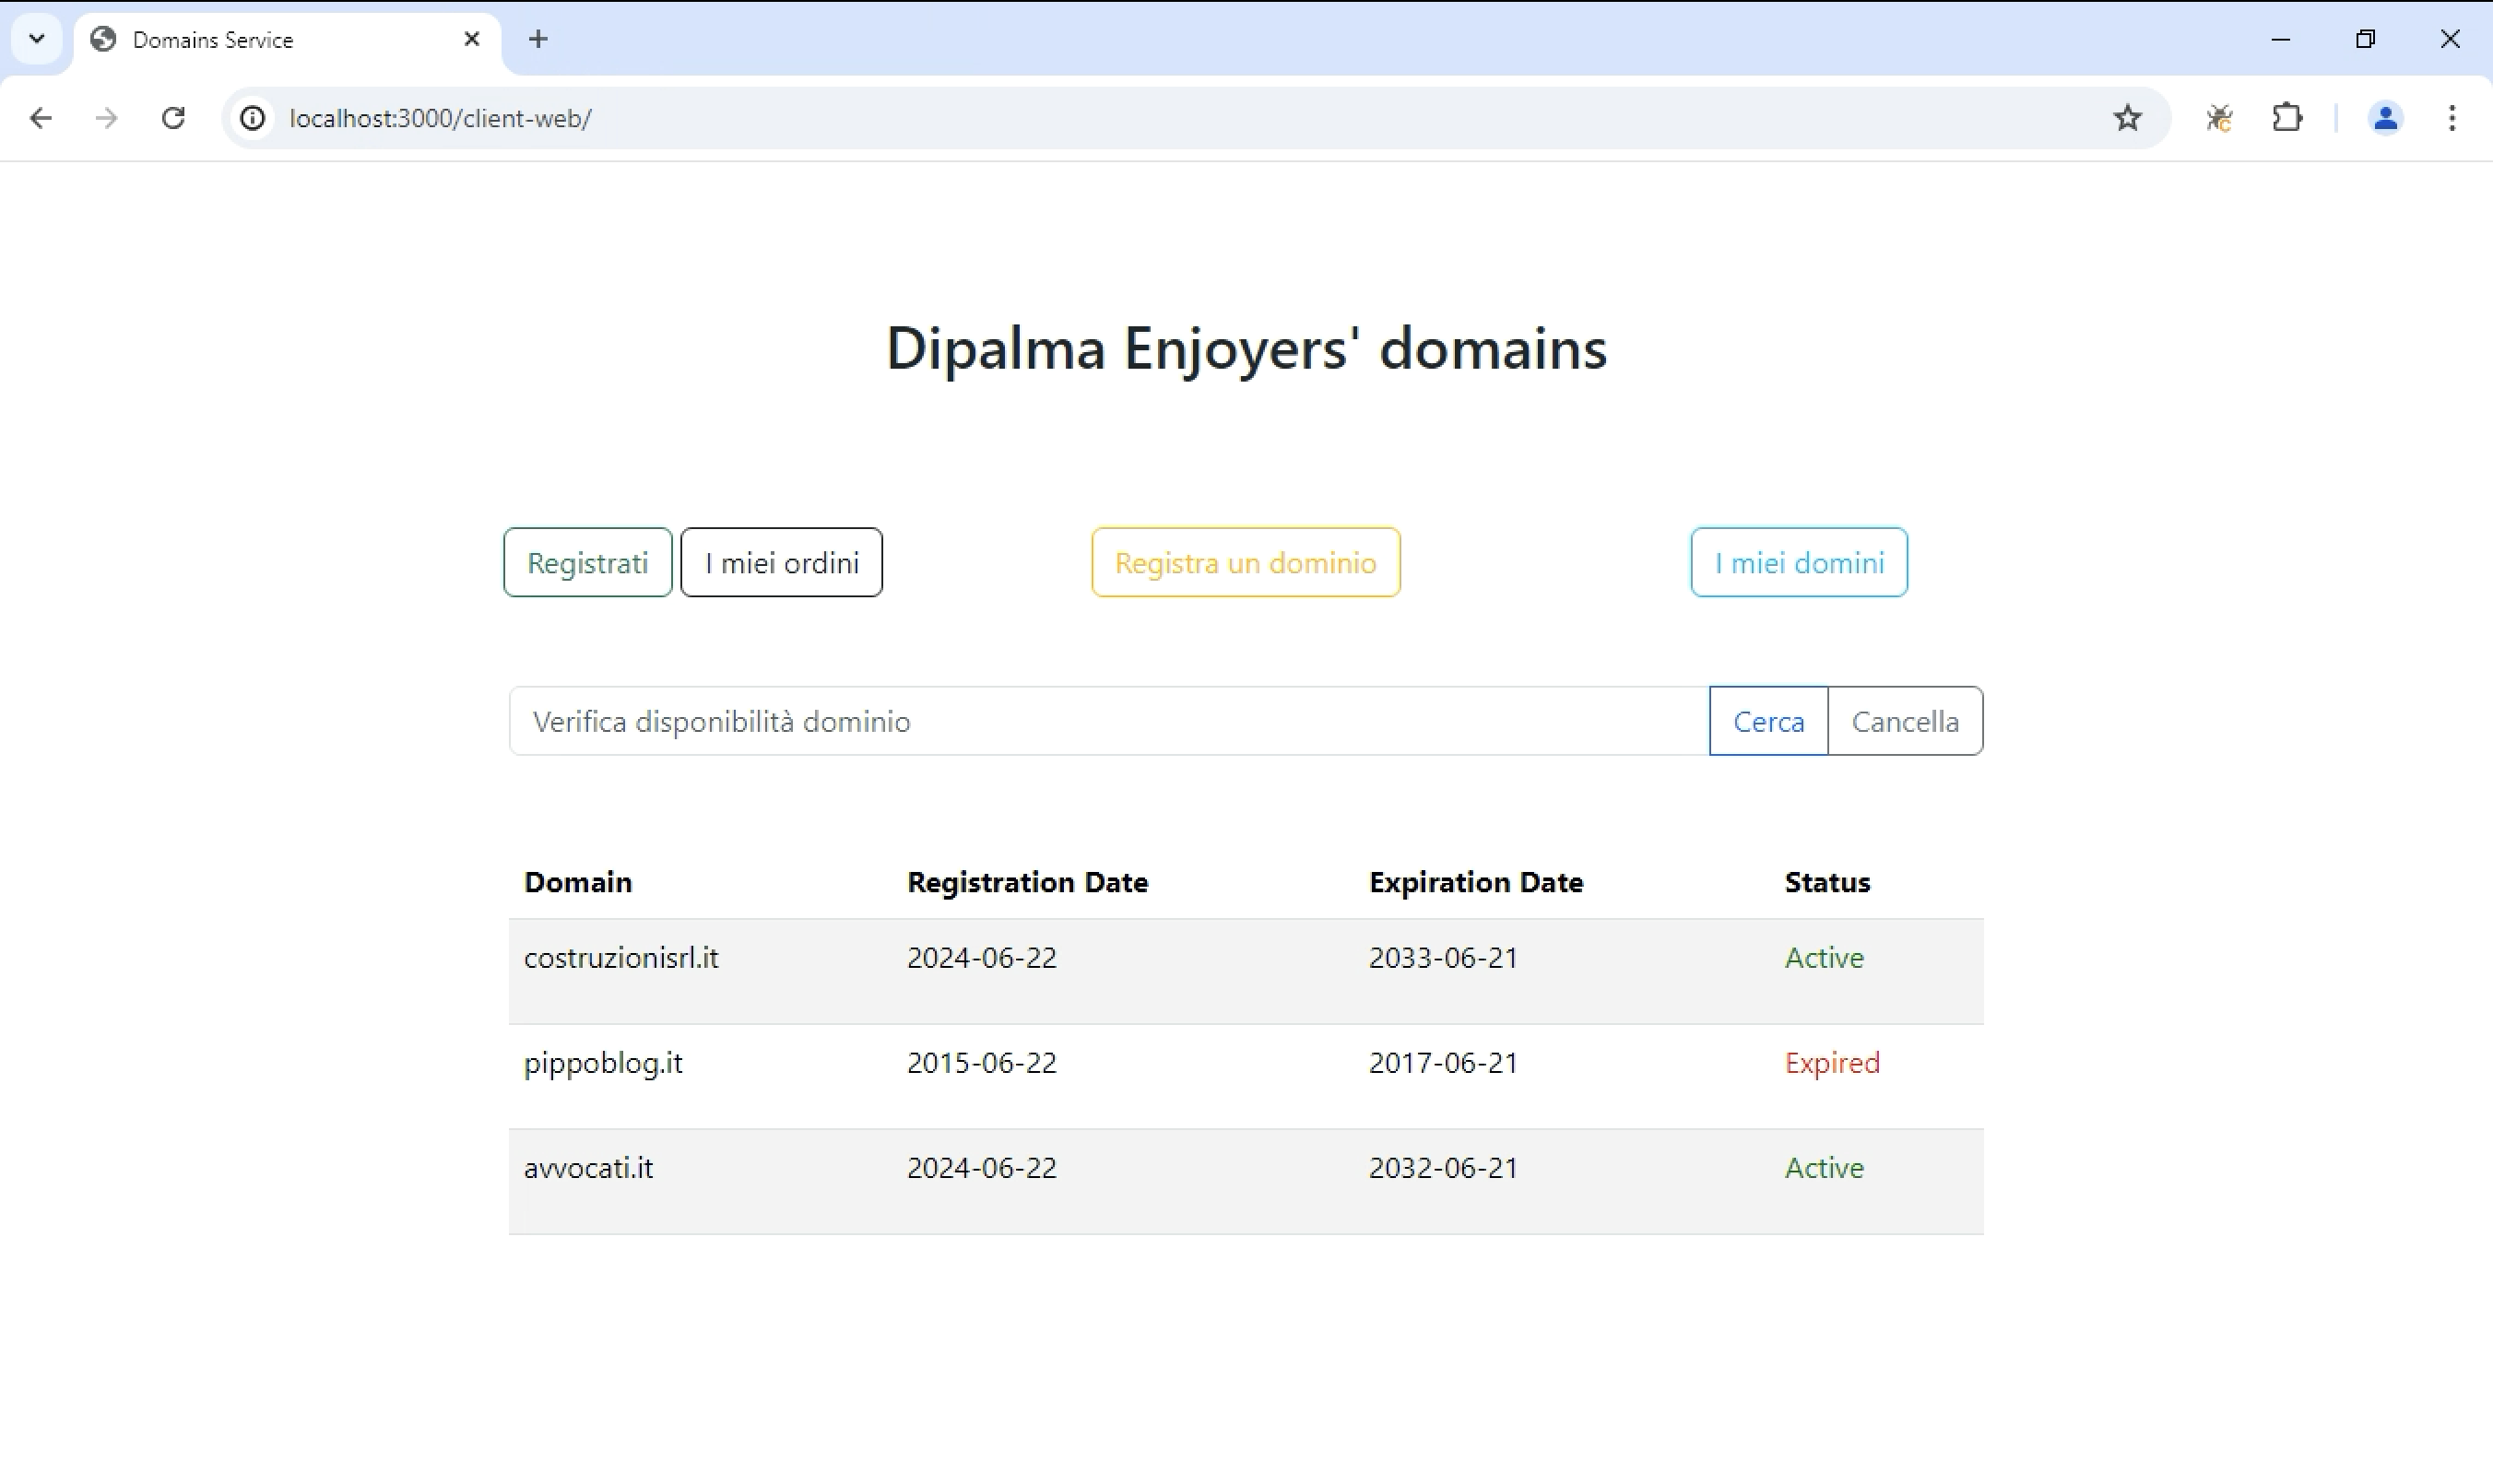 Domains Service
localhost:3000/client-web/
Dipalma Enjoyers' domains
Registrati I miei ordini Registra un dominio I miei domini
Verifica disponibilità dominio Cerca Cancella
Domain Registration Date Expiration Date Status
costruzionisrl.it 2024-06-22 2033-06-21 Active
pippoblog.it 2015-06-22 2017-06-21 Expired
avvocati.it 2024-06-22 2032-06-21 Active